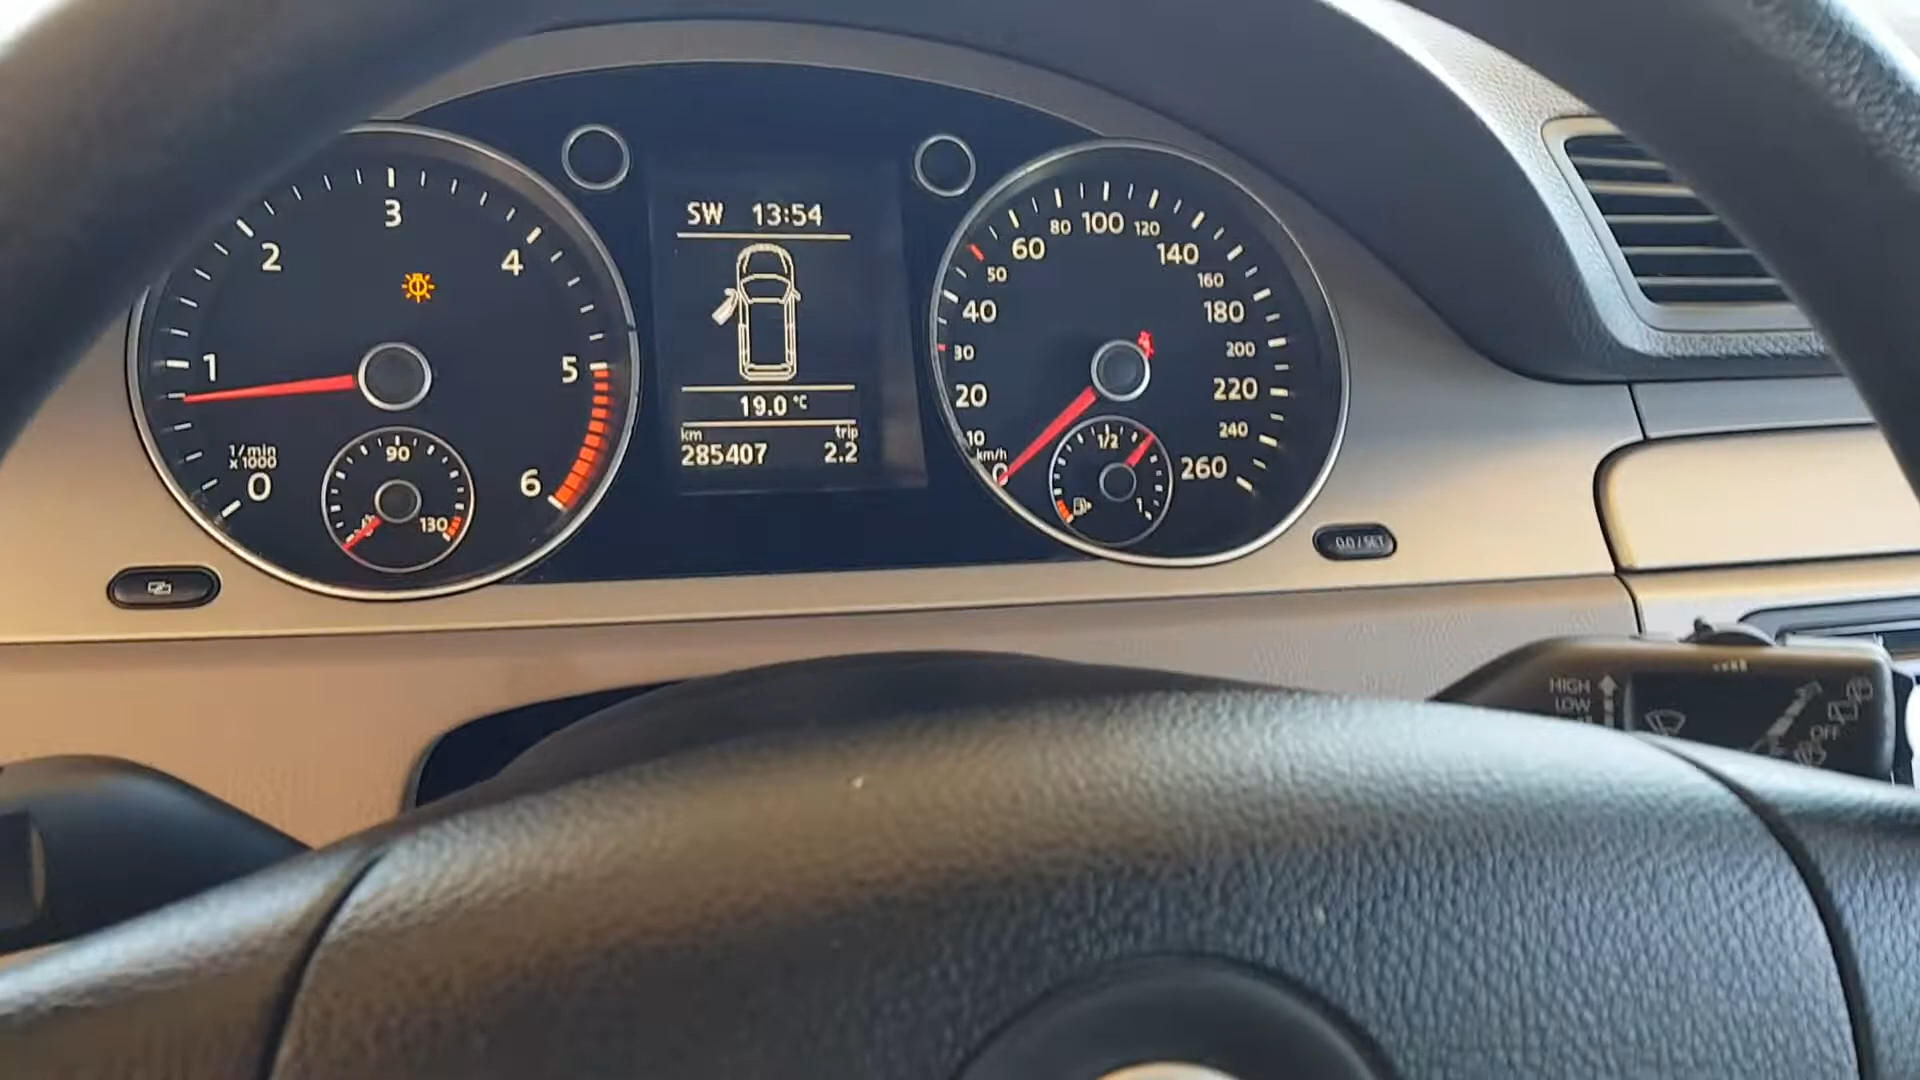 SW 13:54
19.0 °C
km trip
285407 2.2
0 1 2 3 4 5 6
1/min
x 1000
90
130
0 10 20 30 40 50 60 80 100 120 140 160 180 200 220 240 260
km/h
1/2
1
0.0 / SET
HIGH
LOW
OFF